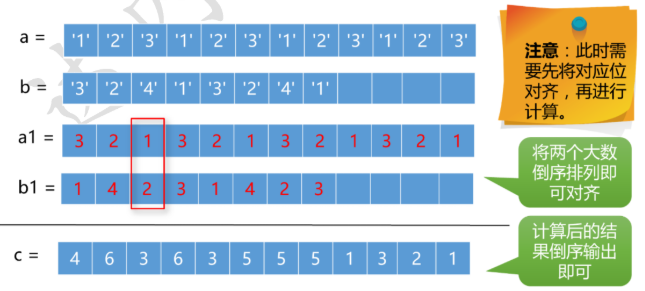 a = '1' '2' '3' '1' '2' '3' '1' '2' '3' '1' '2' '3'
b = '3' '2' '4' '1' '3' '2' '4' '1'
注意：此时需
要先将对应位
对齐，再进行
计算。
a1 = 3 2 1 3 2 1 3 2 1 3 2 1
b1 = 1 4 2 3 1 4 2 3
将两个大数
倒序排列即
可对齐
c = 4 6 3 6 3 5 5 5 1 3 2 1
计算后的结
果倒序输出
即可